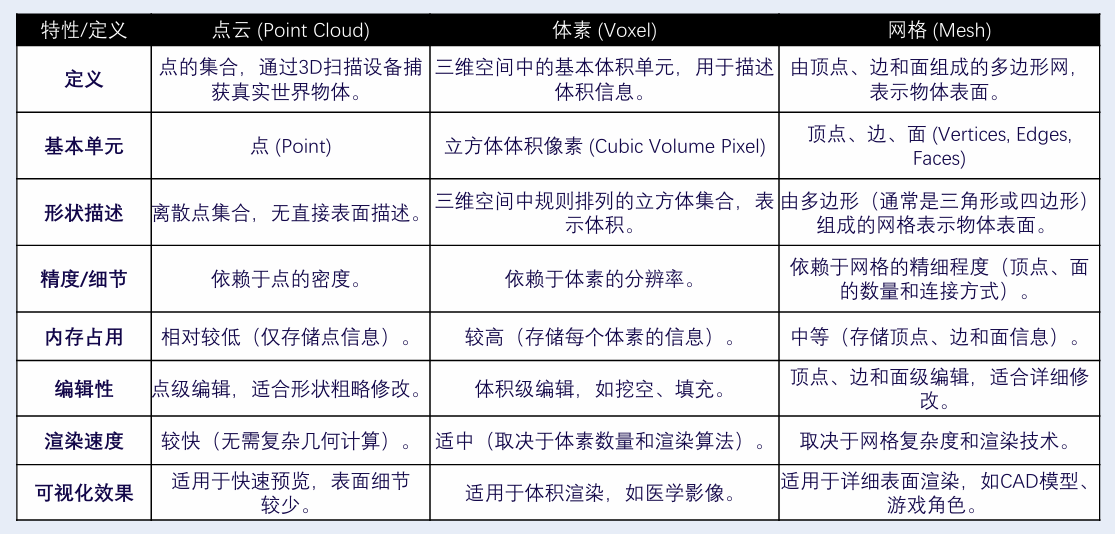 特性/定义 点云 (Point Cloud) 体素 (Voxel) 网格 (Mesh)
定义
点的集合，通过3D扫描设备捕
获真实世界物体。
三维空间中的基本体积单元，用于描述
体积信息。
由顶点、边和面组成的多边形网，
表示物体表面。
基本单元
点 (Point)
立方体体积像素 (Cubic Volume Pixel)
顶点、边、面 (Vertices, Edges,
Faces)
形状描述
离散点集合，无直接表面描述。
三维空间中规则排列的立方体集合，表
示体积。
由多边形（通常是三角形或四边形）
组成的网格表示物体表面。
精度/细节
依赖于点的密度。
依赖于体素的分辨率。
依赖于网格的精细程度（顶点、面
的数量和连接方式）。
内存占用
相对较低（仅存储点信息）。
较高（存储每个体素的信息）。
中等（存储顶点、边和面信息）。
编辑性
点级编辑，适合形状粗略修改。
体积级编辑，如挖空、填充。
顶点、边和面级编辑，适合详细修
改。
渲染速度
较快（无需复杂几何计算）。
适中（取决于体素数量和渲染算法）。
取决于网格复杂度和渲染技术。
可视化效果
适用于快速预览，表面细节
较少。
适用于体积渲染，如医学影像。
适用于详细表面渲染，如CAD模型、
游戏角色。